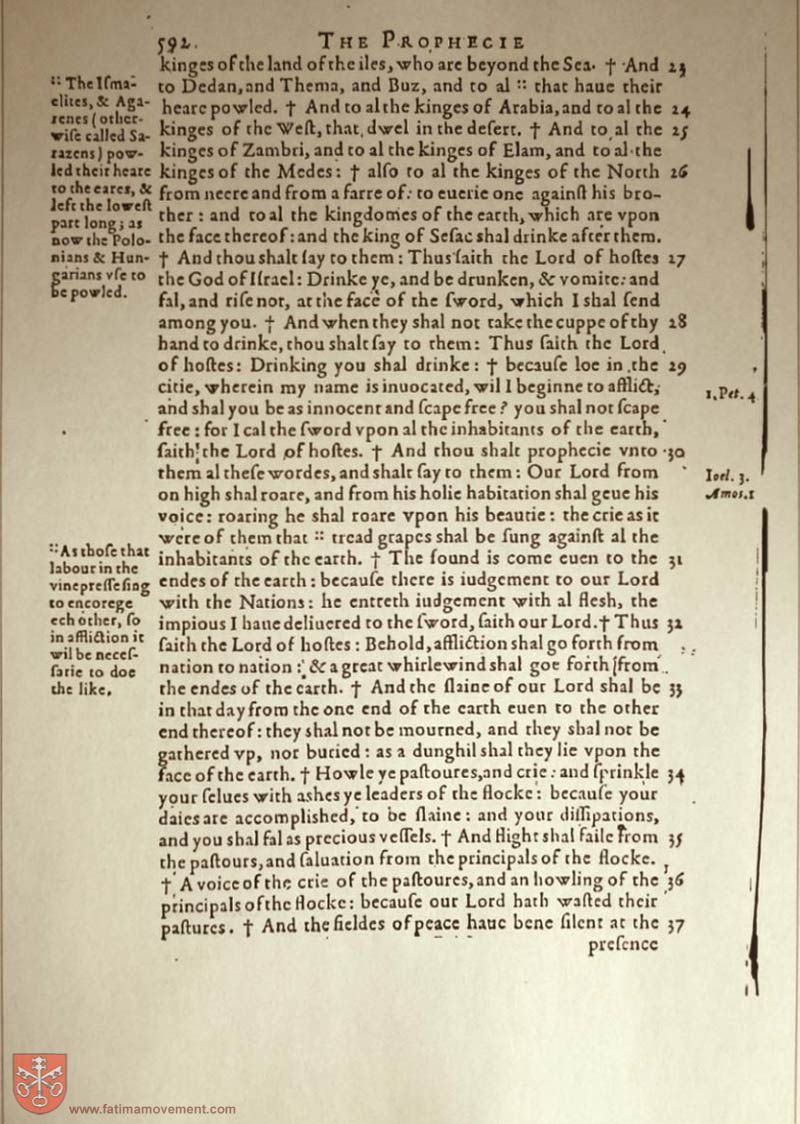 592. THE PROPHECIE
kinges of the land of the iles, who are beyond the Sea. † And 23
to Dedan, and Thema, and Buz, and to al :: that haue their
heare powled. † And to al the kinges of Arabia, and to al the 24
kinges of the Weſt, that dwel in the deſert. † And to al the 25
kinges of Zambri, and to al the kinges of Elam, and to al the
kinges of the Medes: † alſo to al the kinges of the North 26
from neere and from a farre of: to euerie one againſt his bro-
ther: and to al the kingdomes of the earth, which are vpon
the face thereof: and the king of Seſac shal drinke after them.
† And thou shalt ſay to them: Thus ſaith the Lord of hoſtes 27
the God of Iſrael: Drinke ye, and be drunken, & vomite: and
fal, and riſe not, at the face of the ſword, which I shal ſend
among you. † And when they shal not take the cuppe of thy 28
hand to drinke, thou shalt ſay to them: Thus ſaith the Lord
of hoſtes: Drinking you shal drinke: † becauſe loe in the 29
citie, wherein my name is inuocated, wil I beginne to afflict,
and shal you be as innocent and ſcape free? you shal not ſcape
free: for I cal the ſword vpon al the inhabitants of the earth,
ſaith the Lord of hoſtes. † And thou shalt prophecie vnto 30
them al theſe wordes, and shalt ſay to them: Our Lord from
on high shal roare, and from his holie habitation shal geue his
voice: roaring he shal roare vpon his beautie: the crie as it
were of them that :: tread grapes shal be ſung againſt al the
inhabitants of the earth. † The ſound is come euen to the 31
endes of the earth: becauſe there is iudgement to our Lord
with the Nations: he entreth iudgement with al flesh, the
impious I haue deliuered to the ſword, ſaith our Lord. † Thus 32
ſaith the Lord of hoſtes: Behold, affliction shal go forth from
nation to nation: & a great whirlewind shal goe forth from
the endes of the earth. † And the ſlaine of our Lord shal be 33
in that day from the one end of the earth euen to the other
end thereof: they shal not be mourned, and they shal not be
gathered vp, nor buried: as a dunghil shal they lie vpon the
face of the earth. † Howle ye paſtoures, and crie: and ſprinkle 34
your ſelues with ashes ye leaders of the flocke: becauſe your
daies are accomplished, to be ſlaine: and your diſſipations,
and you shal fal as precious veſſels. † And flight shal faile from 35
the paſtours, and ſaluation from the principals of the flocke.
† A voice of the crie of the paſtoures, and an howling of the 36
principals of the flocke: becauſe our Lord hath waſted their
paſtures. † And the fieldes of peace haue bene ſilent at the 37
preſence
:: The Iſma-
elites, & Aga-
renes (other-
wiſe called Sa-
razens) pow-
led their heare
to the eares, &
left the loweſt
part long; as
now the Polo-
nians & Hun-
garians vſe to
be powled.
:: As thoſe that
labour in the
vinepreſſe ſing
to encorege
ech other, ſo
in affliction it
wil be neceſ-
ſarie to doe
the like.
1. Pet. 4
Ioel. 3.
Amos. 1
www.fatimamovement.com